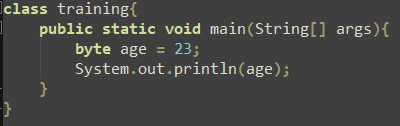 class training{
    public static void main(String[] args){
        byte age = 23;
        System.out.println(age);
    }
}